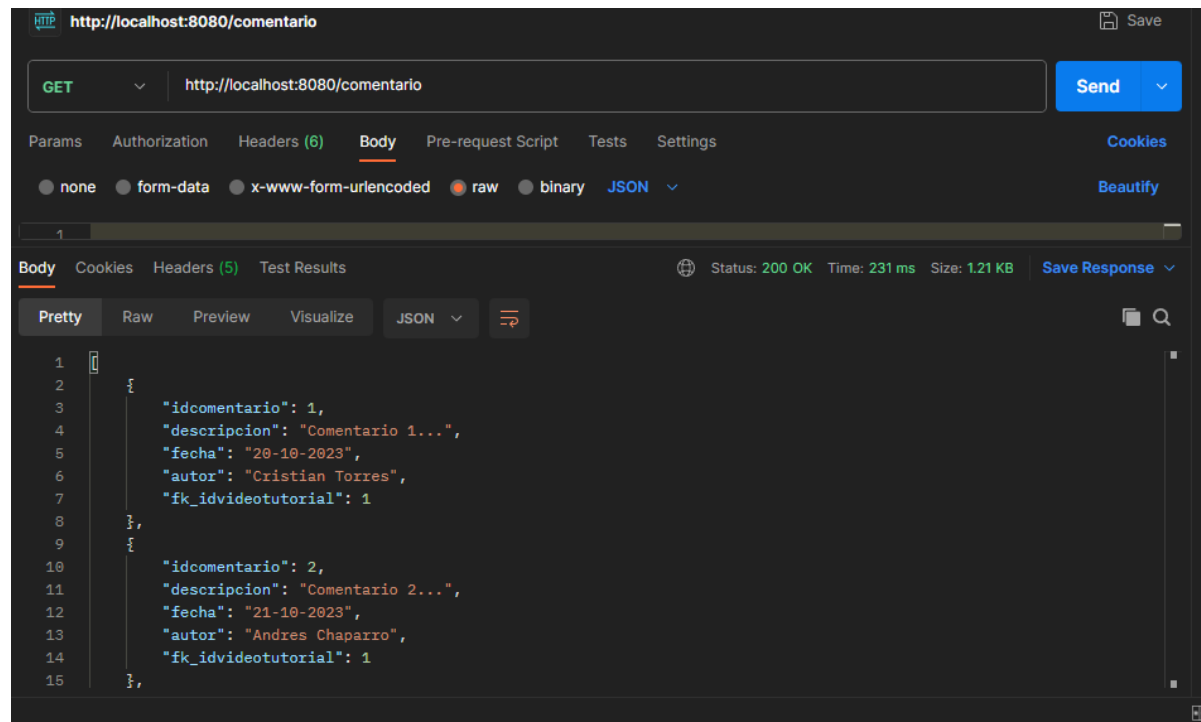 HTTP http://localhost:8080/comentario Save
GET http://localhost:8080/comentario Send
Params Authorization Headers (6) Body Pre-request Script Tests Settings Cookies
none form-data x-www-form-urlencoded raw binary JSON Beautify
1
Body Cookies Headers (5) Test Results Status: 200 OK Time: 231 ms Size: 1.21 KB Save Response
Pretty Raw Preview Visualize JSON
1 [
2 {
3 "idcomentario": 1,
4 "descripcion": "Comentario 1...",
5 "fecha": "20-10-2023",
6 "autor": "Cristian Torres",
7 "fk_idvideotutorial": 1
8 },
9 {
10 "idcomentario": 2,
11 "descripcion": "Comentario 2...",
12 "fecha": "21-10-2023",
13 "autor": "Andres Chaparro",
14 "fk_idvideotutorial": 1
15 },